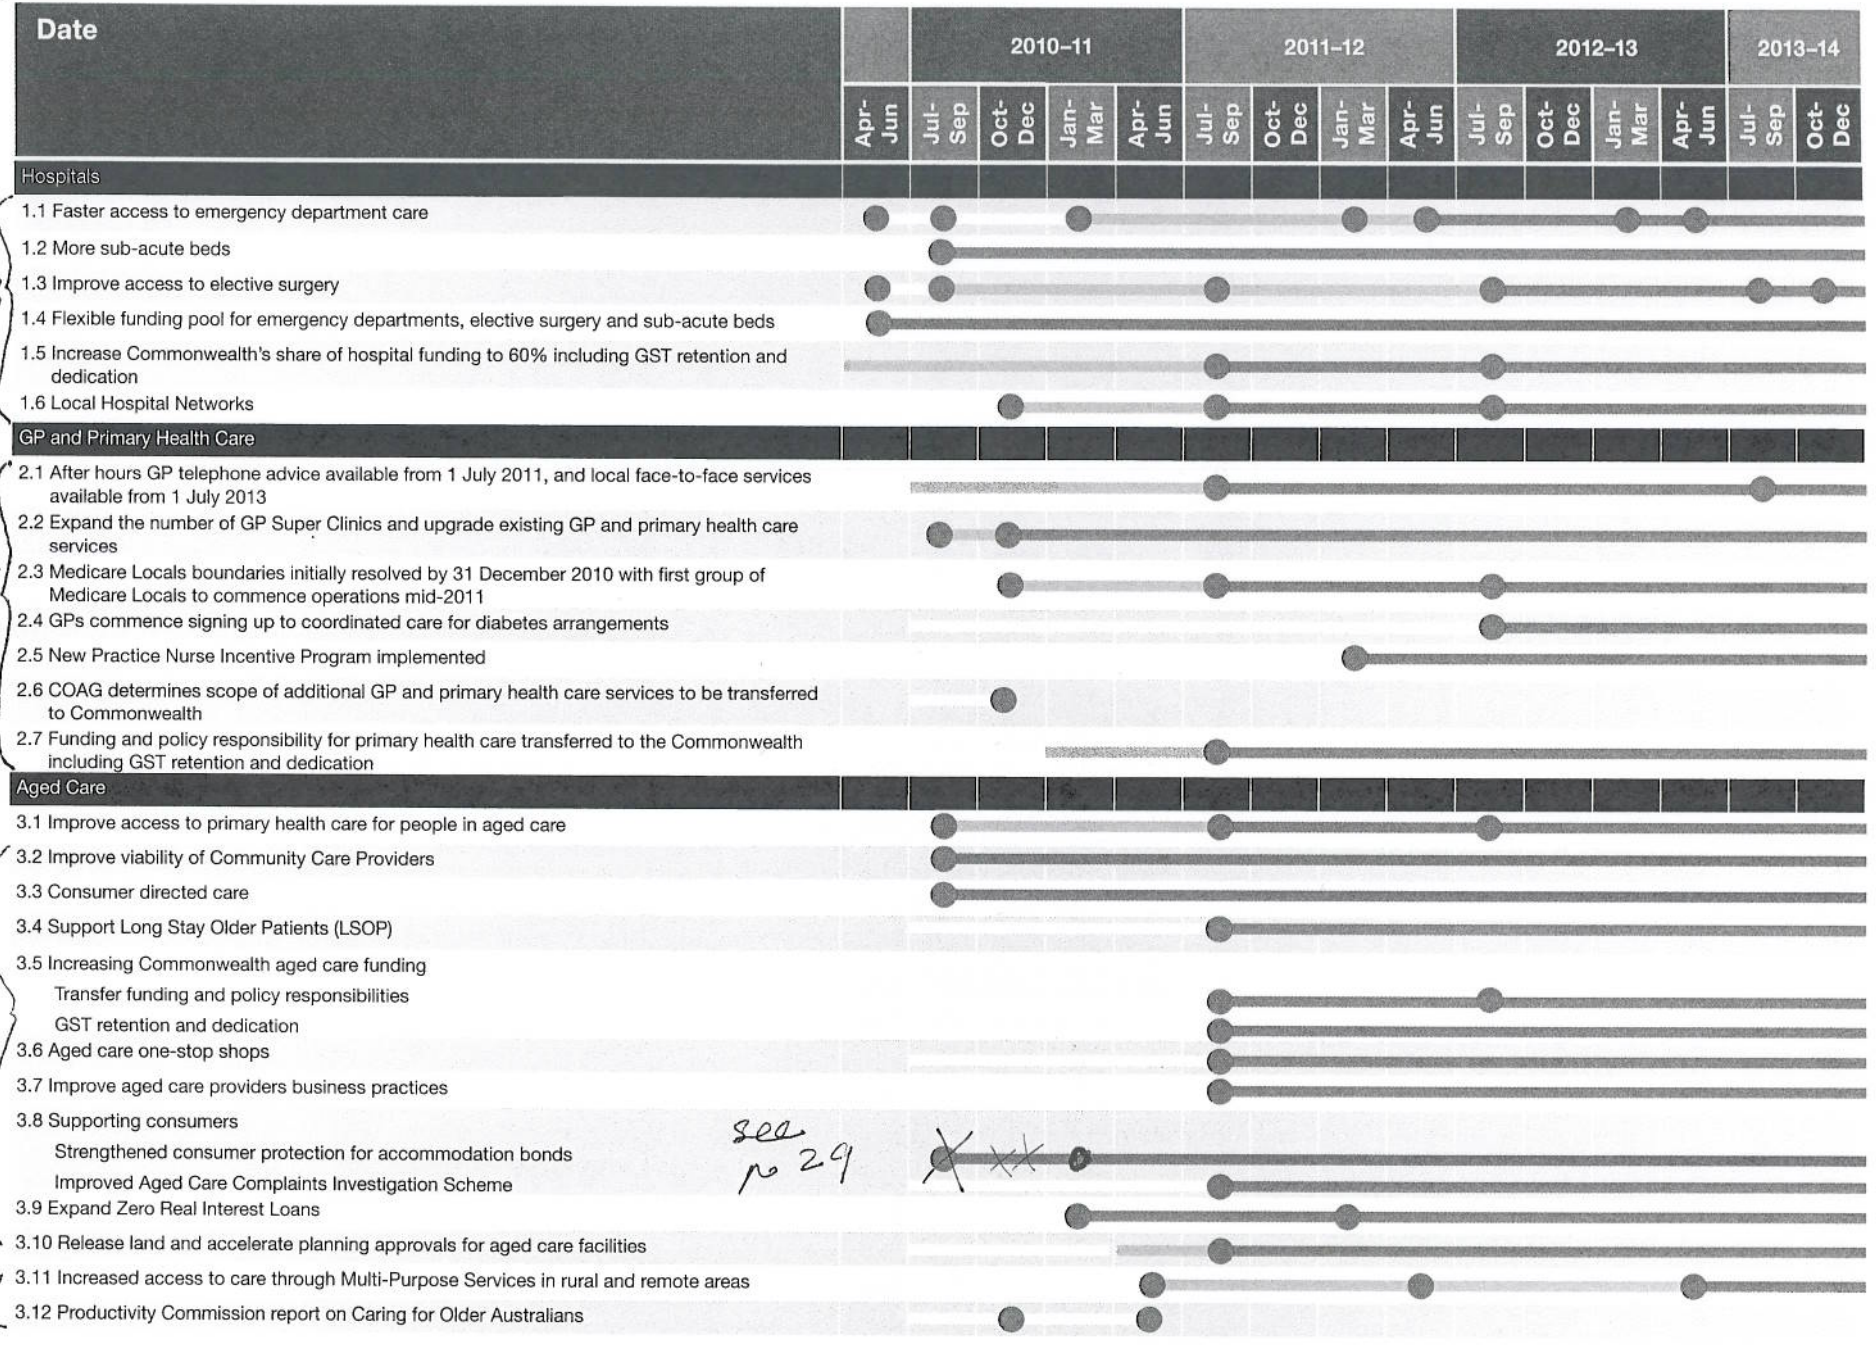 Date
2010–11
2011–12
2012–13
2013–14
Apr-
Jun
Jul-
Sep
Oct-
Dec
Jan-
Mar
Apr-
Jun
Jul-
Sep
Oct-
Dec
Jan-
Mar
Apr-
Jun
Jul-
Sep
Oct-
Dec
Jan-
Mar
Apr-
Jun
Jul-
Sep
Oct-
Dec
Hospitals
1.1 Faster access to emergency department care
1.2 More sub-acute beds
1.3 Improve access to elective surgery
1.4 Flexible funding pool for emergency departments, elective surgery and sub-acute beds
1.5 Increase Commonwealth's share of hospital funding to 60% including GST retention and
dedication
1.6 Local Hospital Networks
GP and Primary Health Care
2.1 After hours GP telephone advice available from 1 July 2011, and local face-to-face services
available from 1 July 2013
2.2 Expand the number of GP Super Clinics and upgrade existing GP and primary health care
services
2.3 Medicare Locals boundaries initially resolved by 31 December 2010 with first group of
Medicare Locals to commence operations mid-2011
2.4 GPs commence signing up to coordinated care for diabetes arrangements
2.5 New Practice Nurse Incentive Program implemented
2.6 COAG determines scope of additional GP and primary health care services to be transferred
to Commonwealth
2.7 Funding and policy responsibility for primary health care transferred to the Commonwealth
including GST retention and dedication
Aged Care
3.1 Improve access to primary health care for people in aged care
3.2 Improve viability of Community Care Providers
3.3 Consumer directed care
3.4 Support Long Stay Older Patients (LSOP)
3.5 Increasing Commonwealth aged care funding
Transfer funding and policy responsibilities
GST retention and dedication
3.6 Aged care one-stop shops
3.7 Improve aged care providers business practices
3.8 Supporting consumers
see
Strengthened consumer protection for accommodation bonds
p 29
Improved Aged Care Complaints Investigation Scheme
3.9 Expand Zero Real Interest Loans
3.10 Release land and accelerate planning approvals for aged care facilities
3.11 Increased access to care through Multi-Purpose Services in rural and remote areas
3.12 Productivity Commission report on Caring for Older Australians